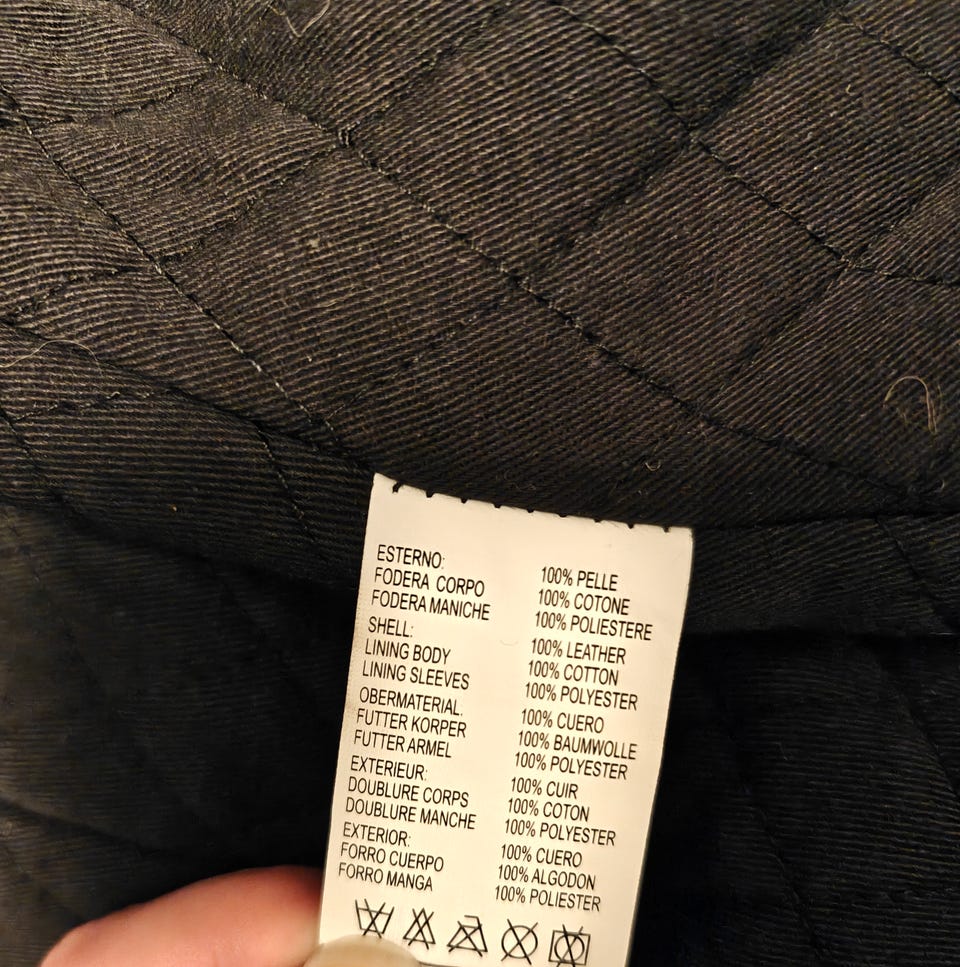 ESTERNO: 100% PELLE
FODERA CORPO 100% COTONE
FODERA MANICHE 100% POLIESTERE
SHELL: 100% LEATHER
LINING BODY 100% COTTON
LINING SLEEVES 100% POLYESTER
OBERMATERIAL. 100% CUERO
FUTTER KORPER 100% BAUMWOLLE
FUTTER ARMEL 100% POLYESTER
EXTERIEUR: 100% CUIR
DOUBLURE CORPS 100% COTON
DOUBLURE MANCHE 100% POLYESTER
EXTERIOR: 100% CUERO
FORRO CUERPO 100% ALGODON
FORRO MANGA 100% POLIESTER